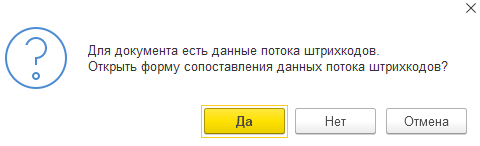 Для документа есть данные потока штрихкодов.
Открыть форму сопоставления данных потока штрихкодов?
Да Нет Отмена